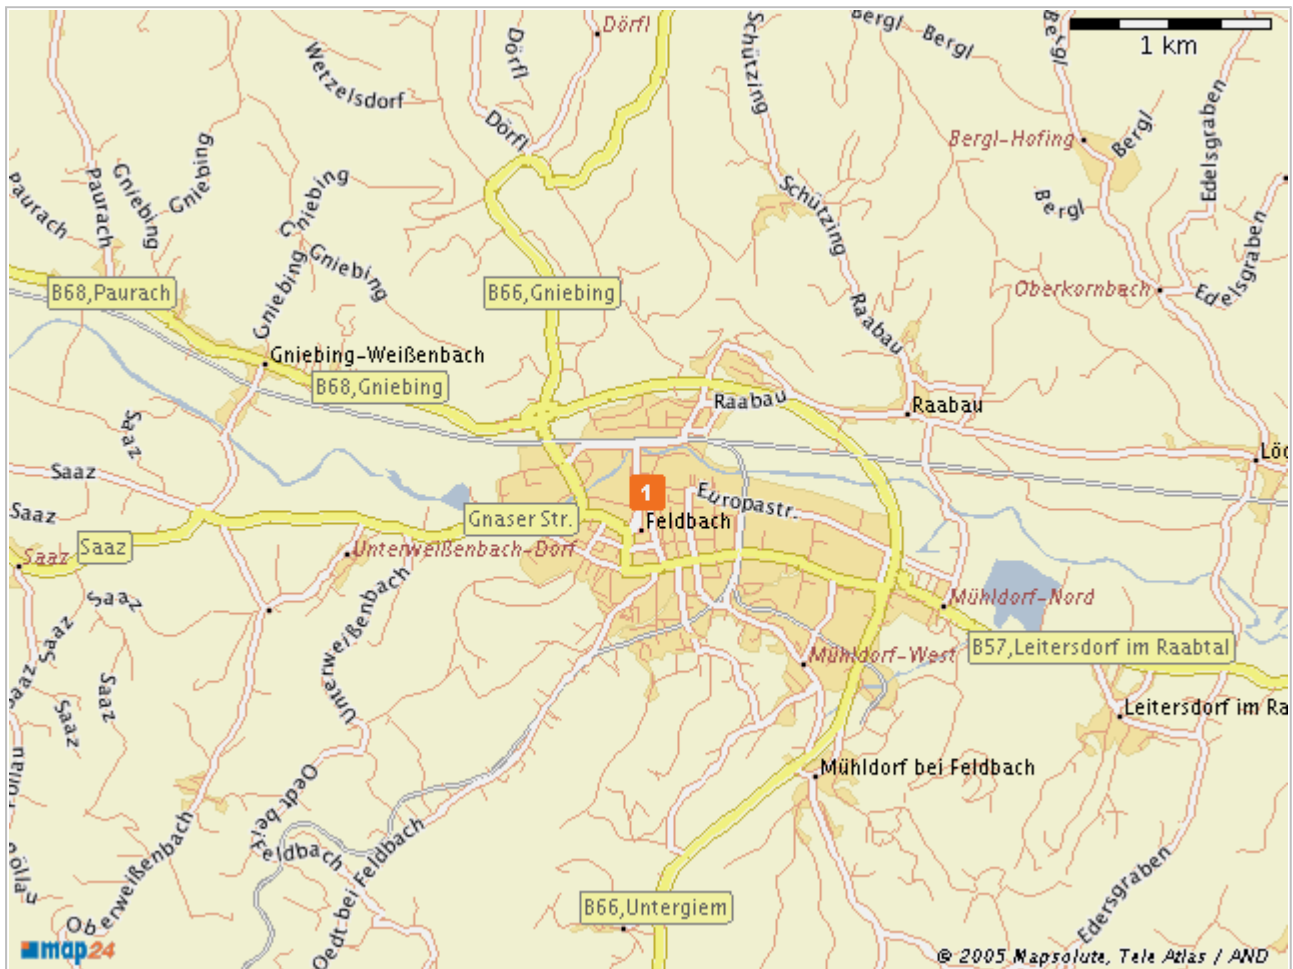 Dörfl
Bergl
Bergl
Bergl
1 km
Dörfl
Wetzelsdorf
Schützing
Edelsgraben
Dörfl
Bergl-Hofing
Bergl
Gniebing
Gniebing
Paurach
Paurach
Gniebing
Schützing
Bergl
Gniebing
Gniebing
Gniebing
Edelsgraben
B68,Paurach
B66,Gniebing
Oberkornbach
Edelsgraben
Raabau
Gniebing-Weißenbach
B68,Gniebing
Raabau
Raabau
Saaz
Saaz
1
Europastr.
Saaz
Gnaser Str.
Feldbach
Saaz
Saaz
Unterweißenbach-Dorf
Saaz
Mühldorf-Nord
Unterweißenbach
Saaz
B57,Leitersdorf im Raabtal
Mühldorf-West
Saaz
Saaz
Saaz
Leitersdorf im Ra
Mühldorf bei Feldbach
Oedt bei
Feldbach
Oberweißenbach
Oedt bei Feldbach
Edersgraben
B66,Untergiem
map24
© 2005 Mapsolute, Tele Atlas / AND